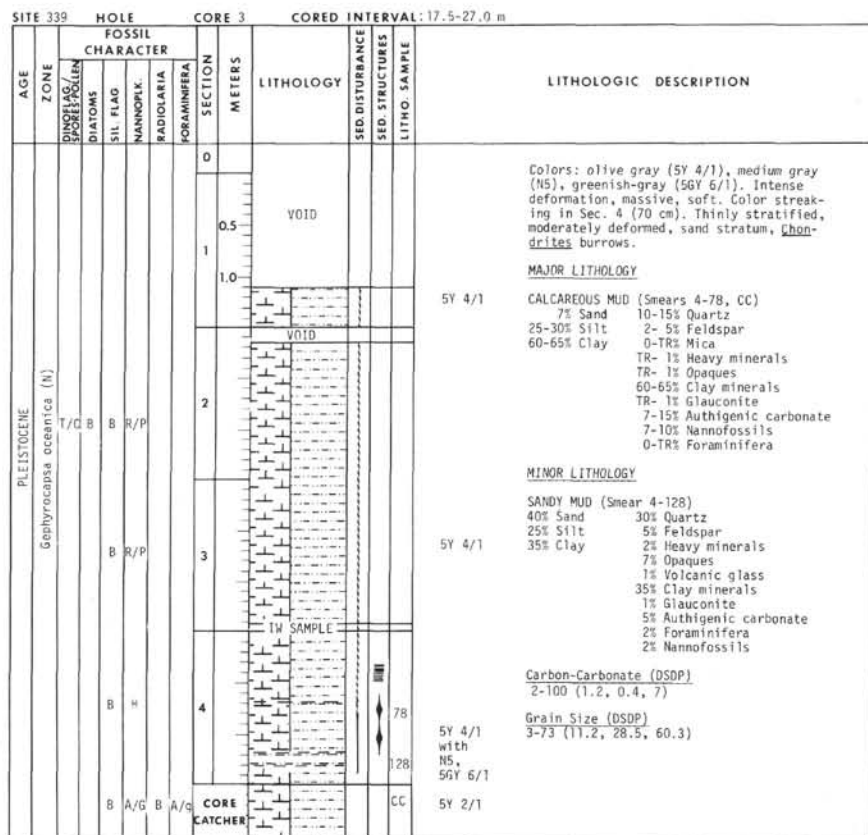 SITE 339 HOLE CORE 3 CORED INTERVAL: 17.5-27.0 m
AGE
ZONE
FOSSIL
CHARACTER
DINOFLAG./
SPORES-POLLEN
DIATOMS
SIL. FLAG
NANNOPLK.
RADIOLARIA
FORAMINIFERA
SECTION
METERS
LITHOLOGY
SED. DISTURBANCE
SED. STRUCTURES
LITHO. SAMPLE
LITHOLOGIC DESCRIPTION
PLEISTOCENE
Gephyrocapsa oceanica (N)
0
VOID
0.5
1
1.0
VOID
2
T/C B B R/P
B R/P
3
IW SAMPLE
B
4
78
128
B A/G B A/g
CORE
CATCHER
CC
5Y 4/1
5Y 4/1
5Y 4/1
with
N5,
5GY 6/1
5Y 2/1
Colors: olive gray (5Y 4/1), medium gray
(N5), greenish-gray (5GY 6/1). Intense
deformation, massive, soft. Color streak-
ing in Sec. 4 (70 cm). Thinly stratified,
moderately deformed, sand stratum, Chon-
drites burrows.
MAJOR LITHOLOGY
CALCAREOUS MUD (Smears 4-78, CC)
7% Sand 10-15% Quartz
25-30% Silt 2- 5% Feldspar
60-65% Clay 0-TR% Mica
TR- 1% Heavy minerals
TR- 1% Opaques
60-65% Clay minerals
TR- 1% Glauconite
7-15% Authigenic carbonate
7-10% Nannofossils
0-TR% Foraminifera
MINOR LITHOLOGY
SANDY MUD (Smear 4-128)
40% Sand 30% Quartz
25% Silt 5% Feldspar
35% Clay 2% Heavy minerals
7% Opaques
1% Volcanic glass
35% Clay minerals
1% Glauconite
5% Authigenic carbonate
2% Foraminifera
2% Nannofossils
Carbon-Carbonate (DSDP)
2-100 (1.2, 0.4, 7)
Grain Size (DSDP)
3-73 (11.2, 28.5, 60.3)